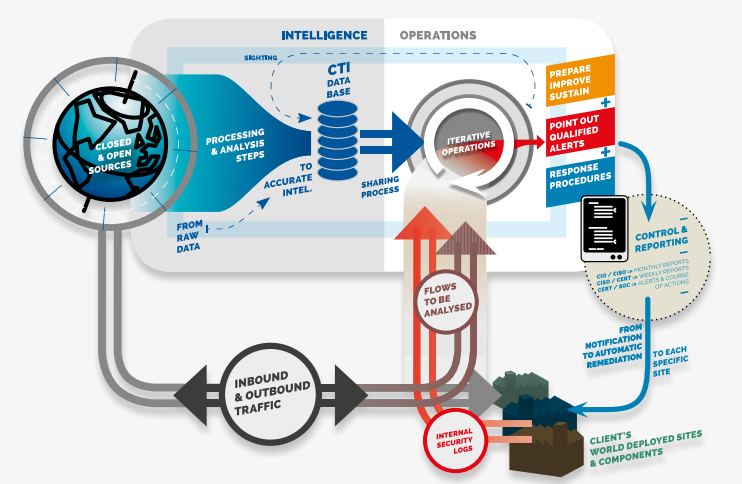 INTELLIGENCE
OPERATIONS
SIGHTING
CTI
DATA
BASE
CLOSED
& OPEN
SOURCES
PROCESSING
& ANALYSIS
STEPS
TO
ACCURATE
INTEL.
FROM
RAW
DATA
SHARING
PROCESS
ITERATIVE
OPERATIONS
PREPARE
IMPROVE
SUSTAIN
+
POINT OUT
QUALIFIED
ALERTS
+
RESPONSE
PROCEDURES
CONTROL &
REPORTING
CIO / CISO => MONTHLY REPORTS
CISO / CERT => WEEKLY REPORTS
CERT / SOC => ALERTS & COURSE
OF ACTIONS
FLOWS
TO BE
ANALYSED
FROM
NOTIFICATION
TO AUTOMATIC
REMEDIATION
TO EACH
SPECIFIC
SITE
INBOUND
& OUTBOUND
TRAFFIC
INTERNAL
SECURITY
LOGS
CLIENT'S
WORLD DEPLOYED SITES
& COMPONENTS